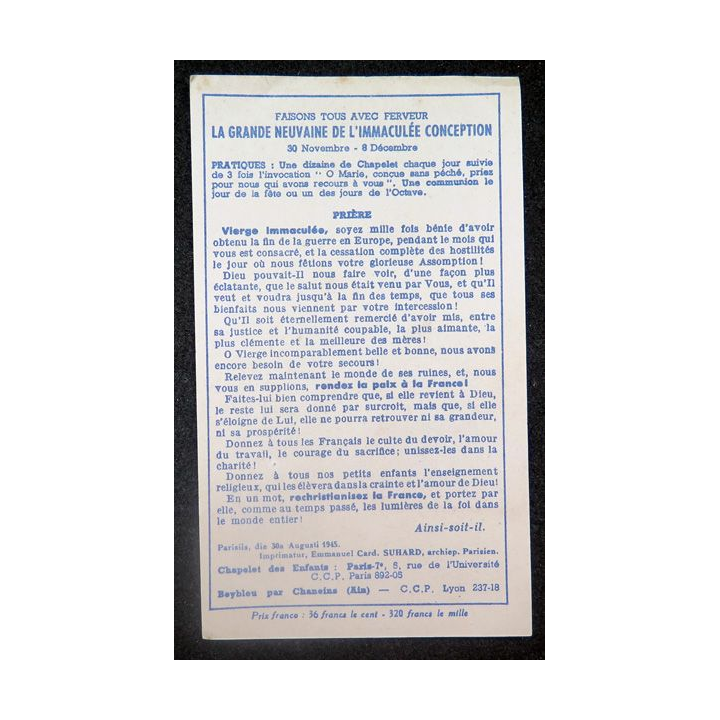 FAISONS TOUS AVEC FERVEUR
LA GRANDE NEUVAINE DE L'IMMACULÉE CONCEPTION
30 Novembre - 8 Décembre
PRATIQUES : Une dizaine de Chapelet chaque jour suivie
de 3 fois l'invocation " O Marie, conçue sans péché, priez
pour nous qui avons recours à vous ". Une communion le
jour de la fête ou un des jours de l'Octave.
PRIÈRE
Vierge Immaculée, soyez mille fois bénie d'avoir
obtenu la fin de la guerre en Europe, pendant le mois qui
vous est consacré, et la cessation complète des hostilités
le jour où nous fêtions votre glorieuse Assomption !
Dieu pouvait-Il nous faire voir, d'une façon plus
éclatante, que le salut nous était venu par Vous, et qu'Il
veut et voudra jusqu'à la fin des temps, que tous ses
bienfaits nous viennent par votre intercession !
Qu'Il soit éternellement remercié d'avoir mis, entre
sa justice et l'humanité coupable, la plus aimante, la
plus clémente et la meilleure des mères !
O Vierge incomparablement belle et bonne, nous avons
encore besoin de votre secours !
Relevez maintenant le monde de ses ruines, et, nous
vous en supplions, rendez la paix à la France !
Faites-lui bien comprendre que, si elle revient à Dieu,
le reste lui sera donné par surcroit, mais que, si elle
s'éloigne de Lui, elle ne pourra retrouver ni sa grandeur,
ni sa prospérité !
Donnez à tous les Français le culte du devoir, l'amour
du travail, le courage du sacrifice ; unissez-les dans la
charité !
Donnez à tous nos petits enfants l'enseignement
religieux, qui les élèvera dans la crainte et l'amour de Dieu !
En un mot, rechristianisez la France, et portez par
elle, comme au temps passé, les lumières de la foi dans
le monde entier !
Ainsi-soit-il.
Parisiis, die 30a Augusti 1945.
Imprimatur, Emmanuel Card. SUHARD, archiep. Parisien.
Chapelet des Enfants : Paris-7e, 5, rue de l'Université
C.C.P. Paris 892-05
Beybleu par Chaneins (Ain) — C.C.P. Lyon 237-18
Prix franco : 36 francs le cent - 320 francs le mille